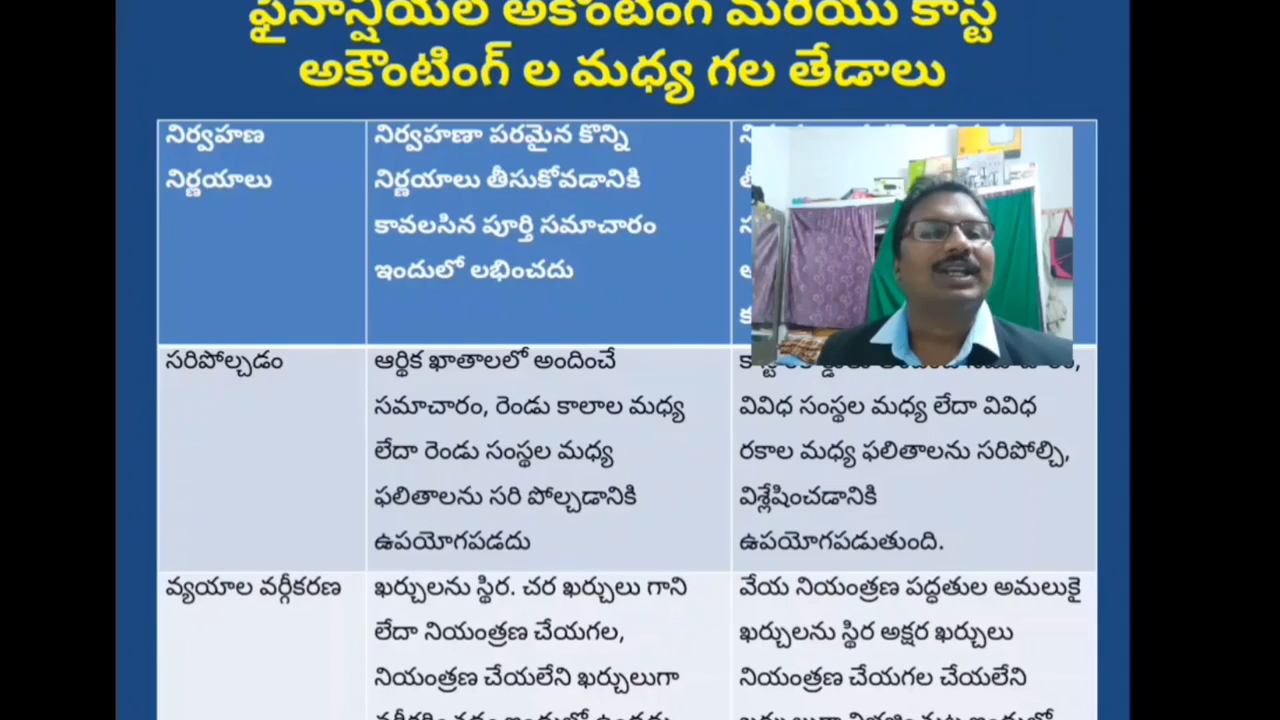 ఫైనాన్షియల్ అకౌంటింగ్ మరియు కాస్ట్
అకౌంటింగ్ ల మధ్య గల తేడాలు
నిర్వహణ
నిర్ణయాలు
నిర్వహణా పరమైన కొన్ని
నిర్ణయాలు తీసుకోవడానికి
కావలసిన పూర్తి సమాచారం
ఇందులో లభించదు
సరిపోల్చడం
ఆర్థిక ఖాతాలలో అందించే
సమాచారం, రెండు కాలాల మధ్య
లేదా రెండు సంస్థల మధ్య
ఫలితాలను సరి పోల్చడానికి
ఉపయోగపడదు
వివిధ సంస్థల మధ్య లేదా వివిధ
రకాల మధ్య ఫలితాలను సరిపోల్చి,
విశ్లేషించడానికి
ఉపయోగపడుతుంది.
వ్యయాల వర్గీకరణ
ఖర్చులను స్థిర. చర ఖర్చులు గాని
లేదా నియంత్రణ చేయగల,
నియంత్రణ చేయలేని ఖర్చులుగా
వేయ నియంత్రణ పద్ధతుల అమలుకై
ఖర్చులను స్థిర అక్షర ఖర్చులు
నియంత్రణ చేయగల చేయలేని